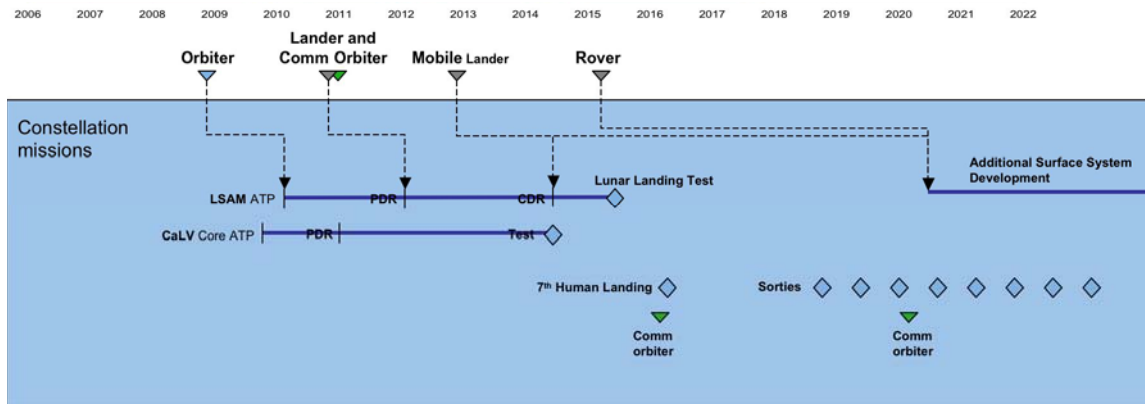 2006 2007 2008 2009 2010 2011 2012 2013 2014 2015 2016 2017 2018 2019 2020 2021 2022
Orbiter
Lander and
Comm Orbiter
Mobile Lander
Rover
Constellation
missions
Additional Surface System
Development
Lunar Landing Test
LSAM ATP
PDR
CDR
CaLV Core ATP
PDR
Test
7th Human Landing
Sorties
Comm
orbiter
Comm
orbiter